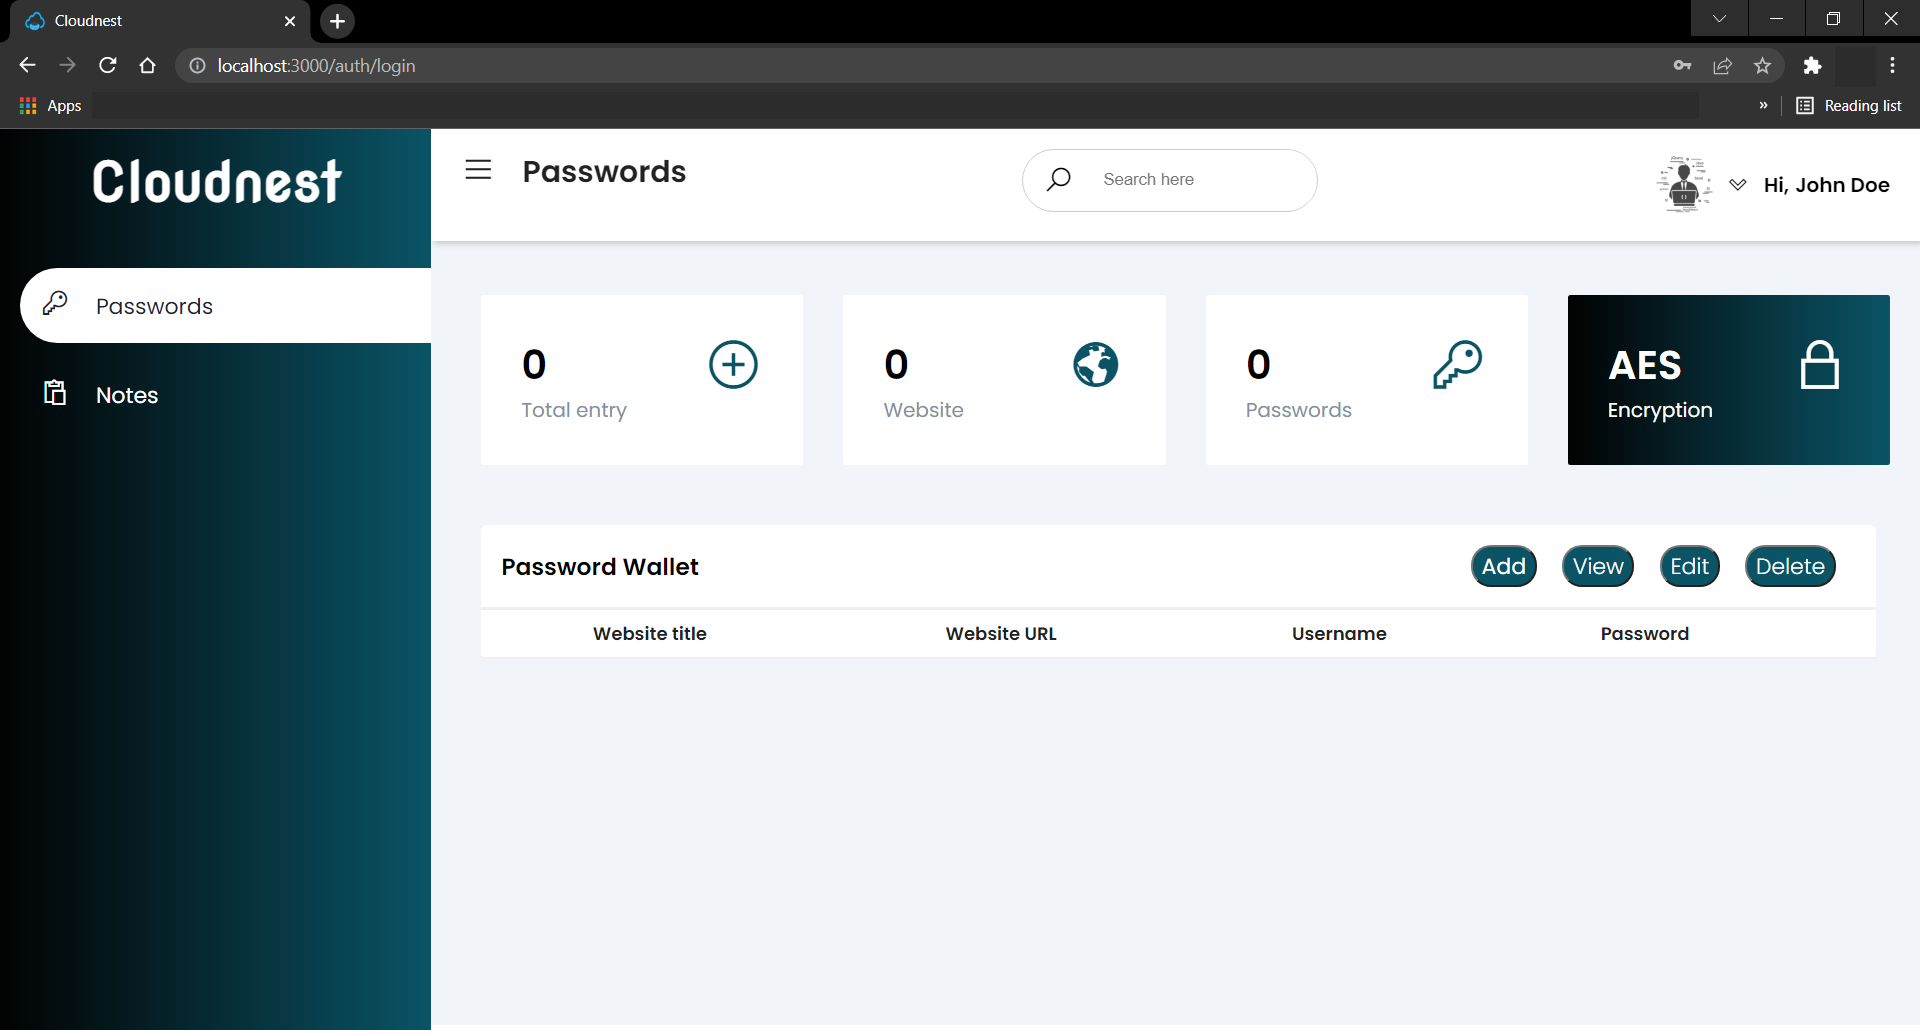 Cloudnest
localhost:3000/auth/login
Apps
» Reading list
Cloudnest
Passwords
Search here
Hi, John Doe
Passwords
Notes
0
Total entry
0
Website
0
Passwords
AES
Encryption
Password Wallet
Add View Edit Delete
Website title Website URL Username Password